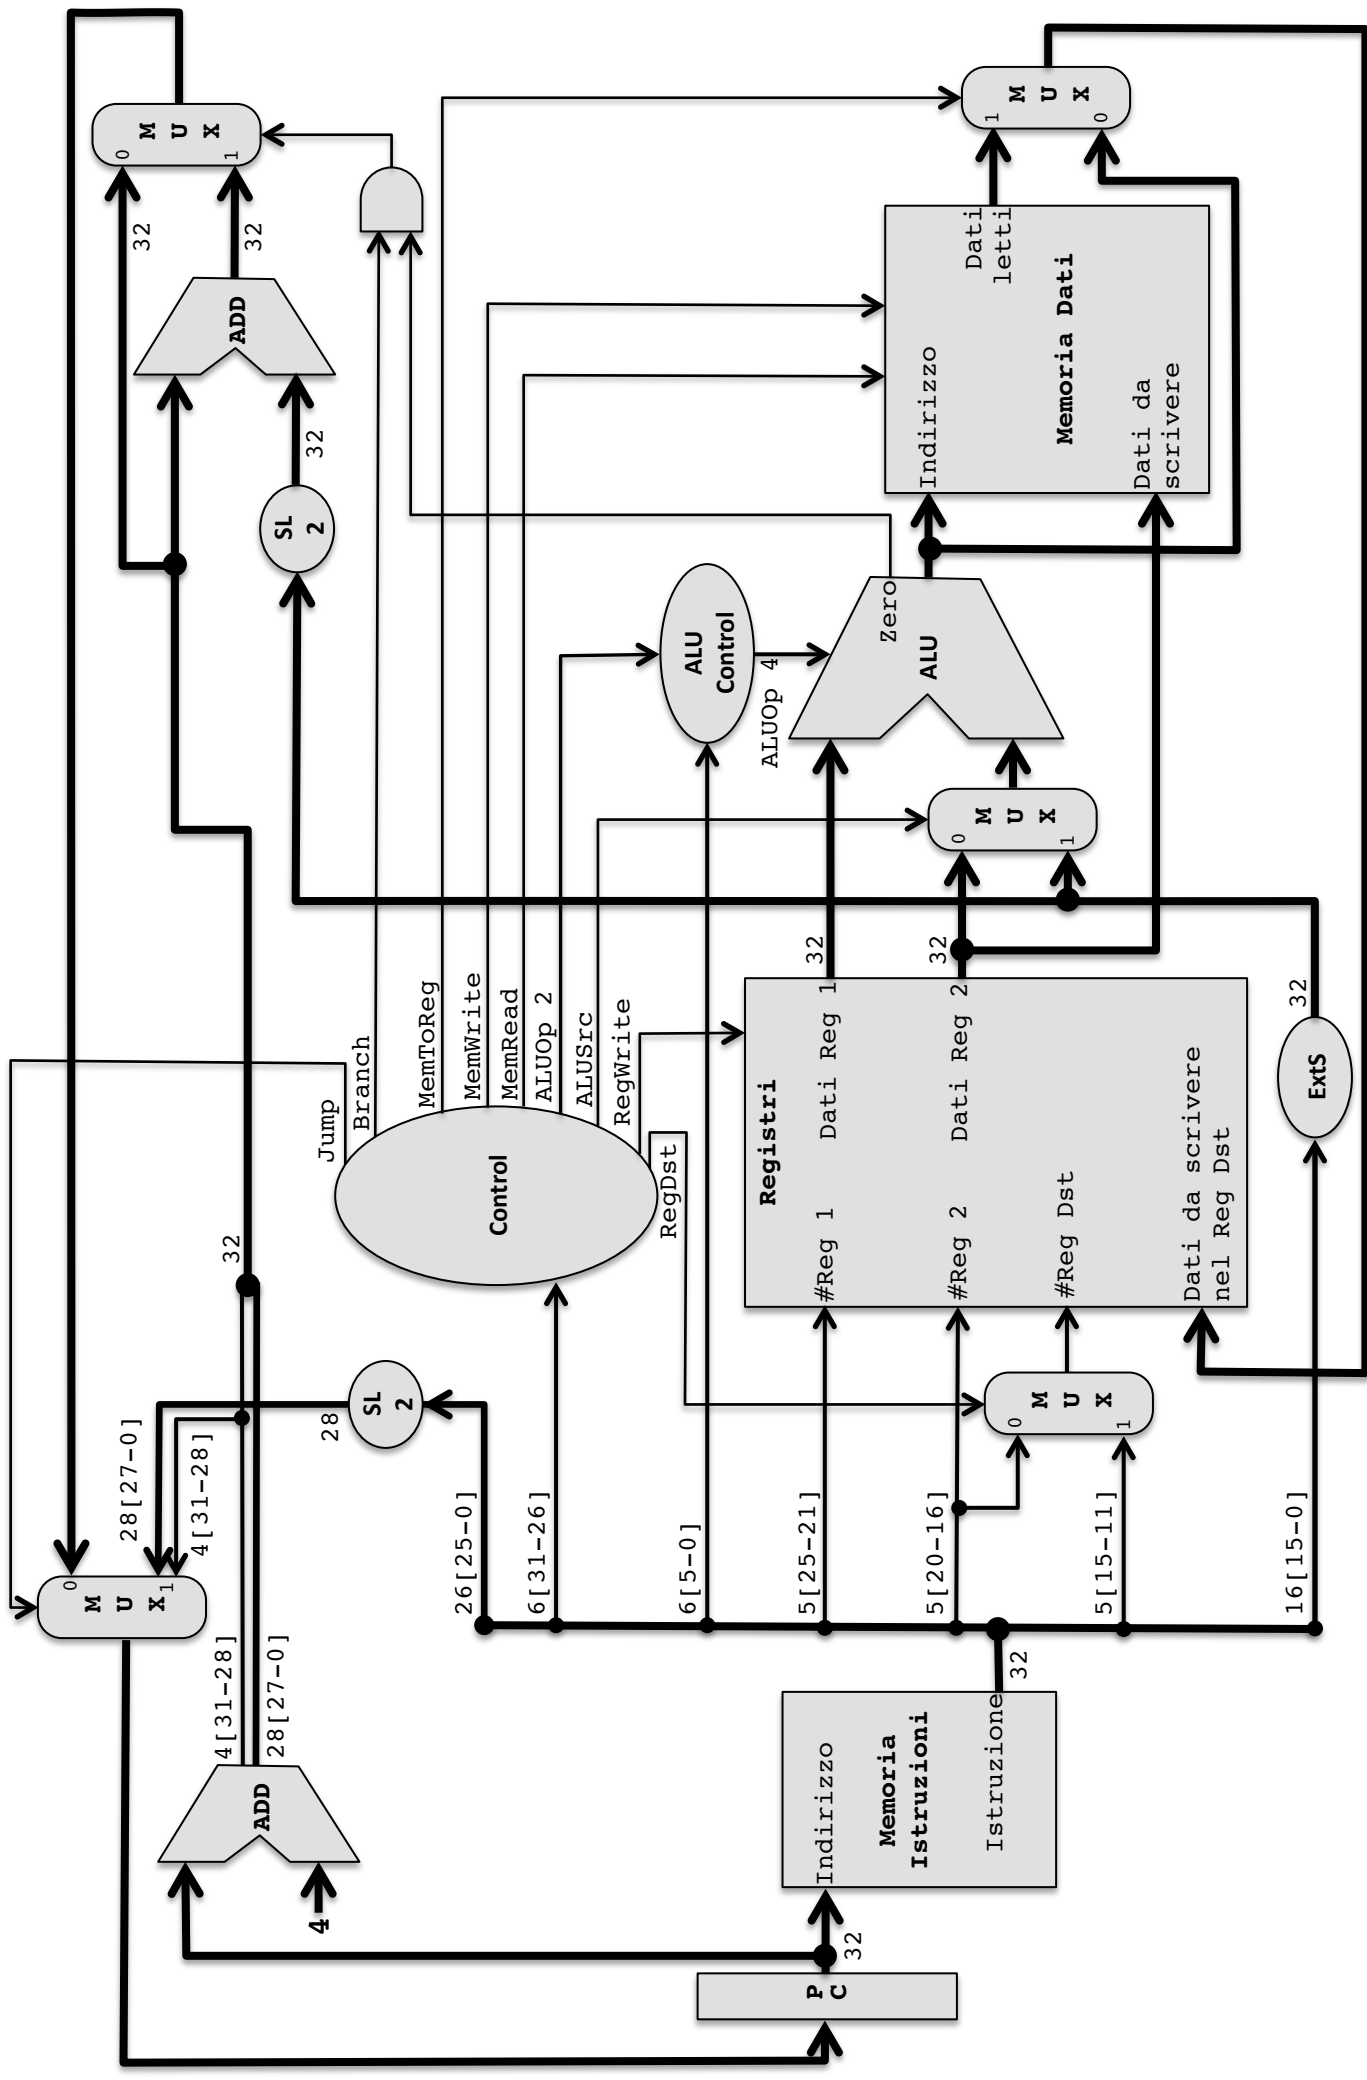 Jump
Branch
MemToReg
MemWrite
MemRead
ALUOp 2
ALUSrc
RegWrite
RegDst
Control
4[31-28]
28[27-0]
ADD
4
M
U
X
0
1
28[27-0]
4[31-28]
28
SL
2
32
SL
2
32
ADD
32
32
0
M
U
X
1
26[25-0]
6[31-26]
6[5-0]
5[25-21]
5[20-16]
5[15-11]
16[15-0]
P
C
32
Indirizzo
Memoria
Istruzioni
Istruzione
32
0
M
U
X
1
Registri
#Reg 1
Dati Reg 1
#Reg 2
Dati Reg 2
#Reg Dst
Dati da scrivere
nel Reg Dst
32
32
ExtS
32
0
M
U
X
1
ALU
Control
ALUOp 4
Zero
ALU
Indirizzo
Dati
letti
Memoria Dati
Dati da
scrivere
1
M
U
X
0